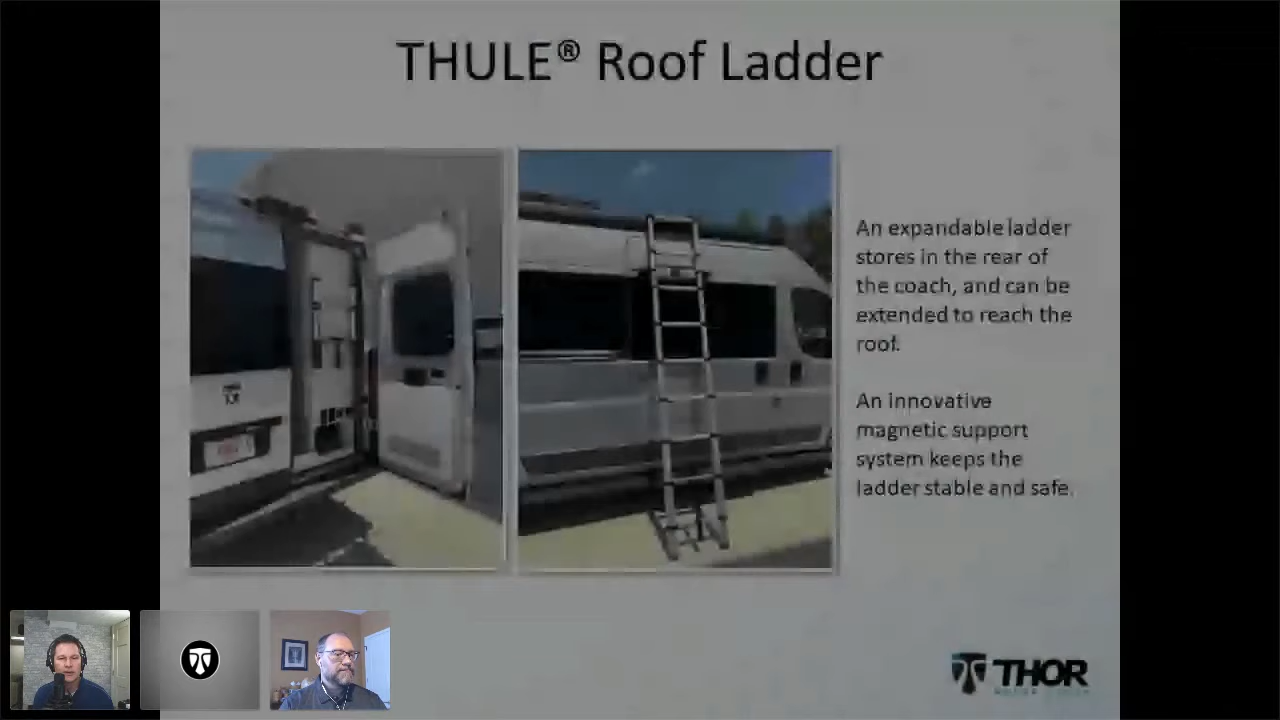 THULE® Roof Ladder
An expandable ladder
stores in the rear of
the coach, and can be
extended to reach the
roof.
An innovative
magnetic support
system keeps the
ladder stable and safe.
THOR